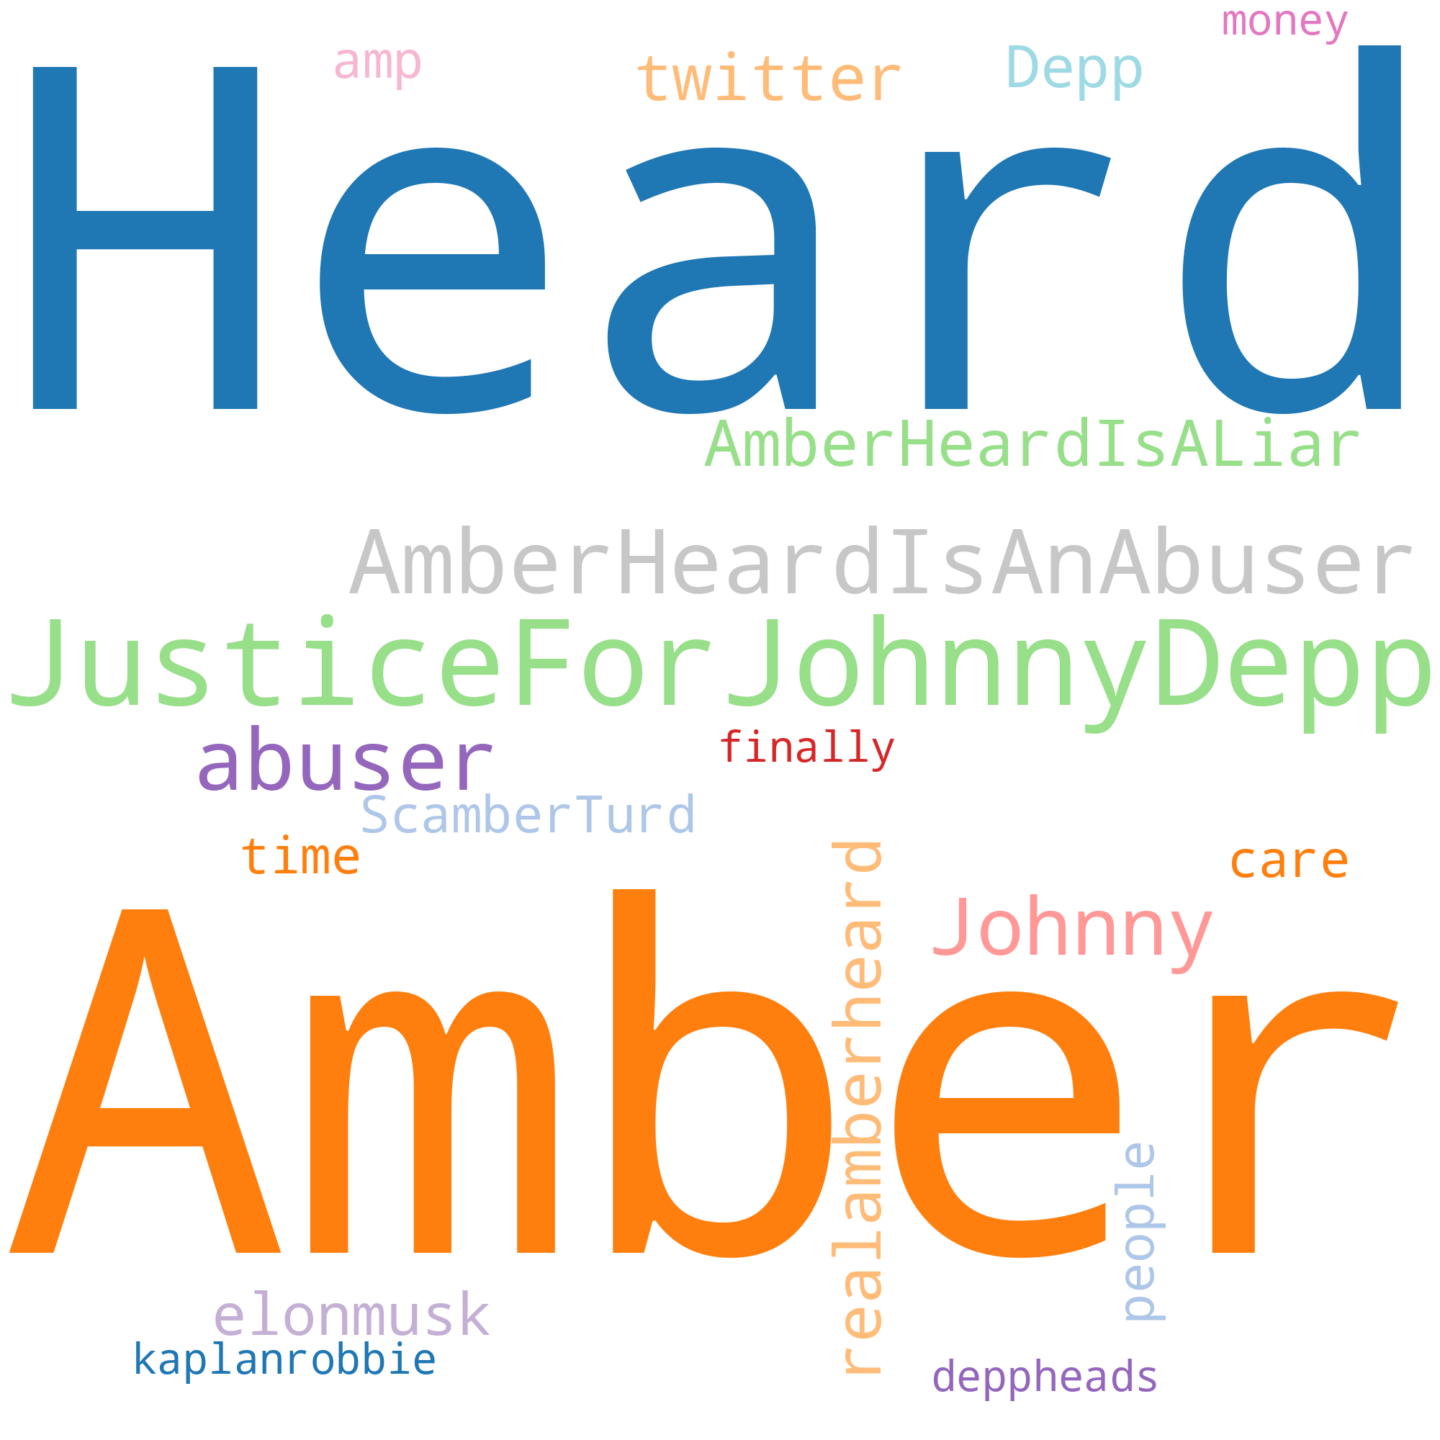 money
amp
twitter
Depp
Heard
AmberHeardIsALiar
AmberHeardIsAnAbuser
JusticeForJohnnyDepp
abuser
finally
ScamberTurd
time
care
Johnny
Amber
realamberheard
people
elonmusk
kaplanrobbie
deppheads